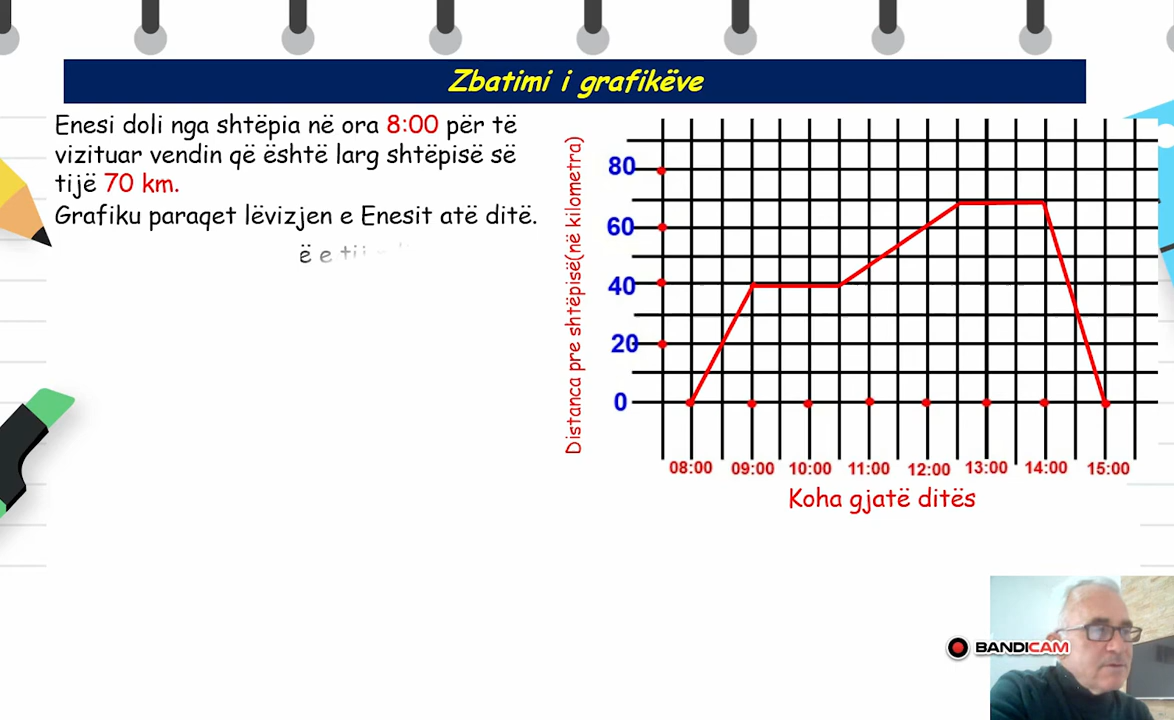 Zbatimi i grafikëve
Enesi doli nga shtëpia në ora 8:00 për të
vizituar vendin që është larg shtëpisë së
tijë 70 km.
Grafiku paraqet lëvizjen e Enesit atë ditë.
Distanca pre shtëpisë(në kilometra)
80
60
40
20
0
08:00 09:00 10:00 11:00 12:00 13:00 14:00 15:00
Koha gjatë ditës
BANDICAM